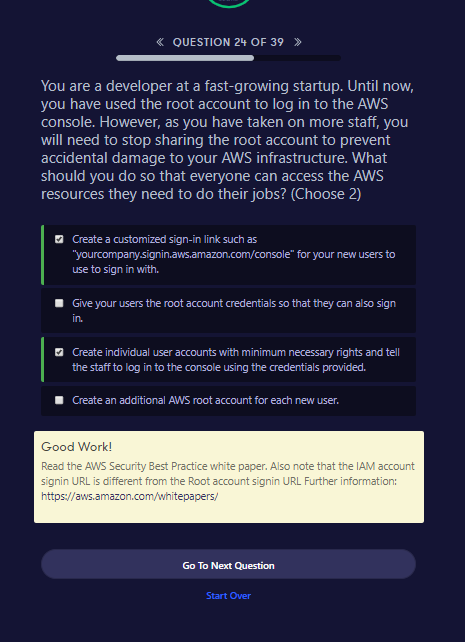 « QUESTION 24 OF 39 »
You are a developer at a fast-growing startup. Until now,
you have used the root account to log in to the AWS
console. However, as you have taken on more staff, you
will need to stop sharing the root account to prevent
accidental damage to your AWS infrastructure. What
should you do so that everyone can access the AWS
resources they need to do their jobs? (Choose 2)
Create a customized sign-in link such as
"yourcompany.signin.aws.amazon.com/console" for your new users to
use to sign in with.
Give your users the root account credentials so that they can also sign
in.
Create individual user accounts with minimum necessary rights and tell
the staff to log in to the console using the credentials provided.
Create an additional AWS root account for each new user.
Good Work!
Read the AWS Security Best Practice white paper. Also note that the IAM account
signin URL is different from the Root account signin URL Further information:
https://aws.amazon.com/whitepapers/
Go To Next Question
Start Over